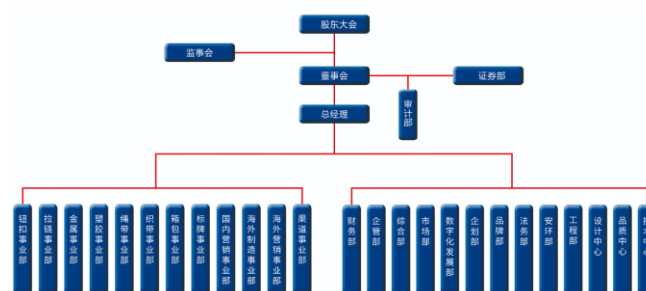 股东大会
监事会
董事会
证券部
审计部
总经理
钮扣事业部
拉链事业部
金属事业部
塑胶事业部
绳带事业部
织带事业部
箱包事业部
标牌事业部
国内营销事业部
海外制造事业部
海外营销事业部
渠道事业部
财务部
企管部
综合部
市场部
数字化发展部
企划部
品牌部
法务部
安环部
工程部
设计中心
品质中心